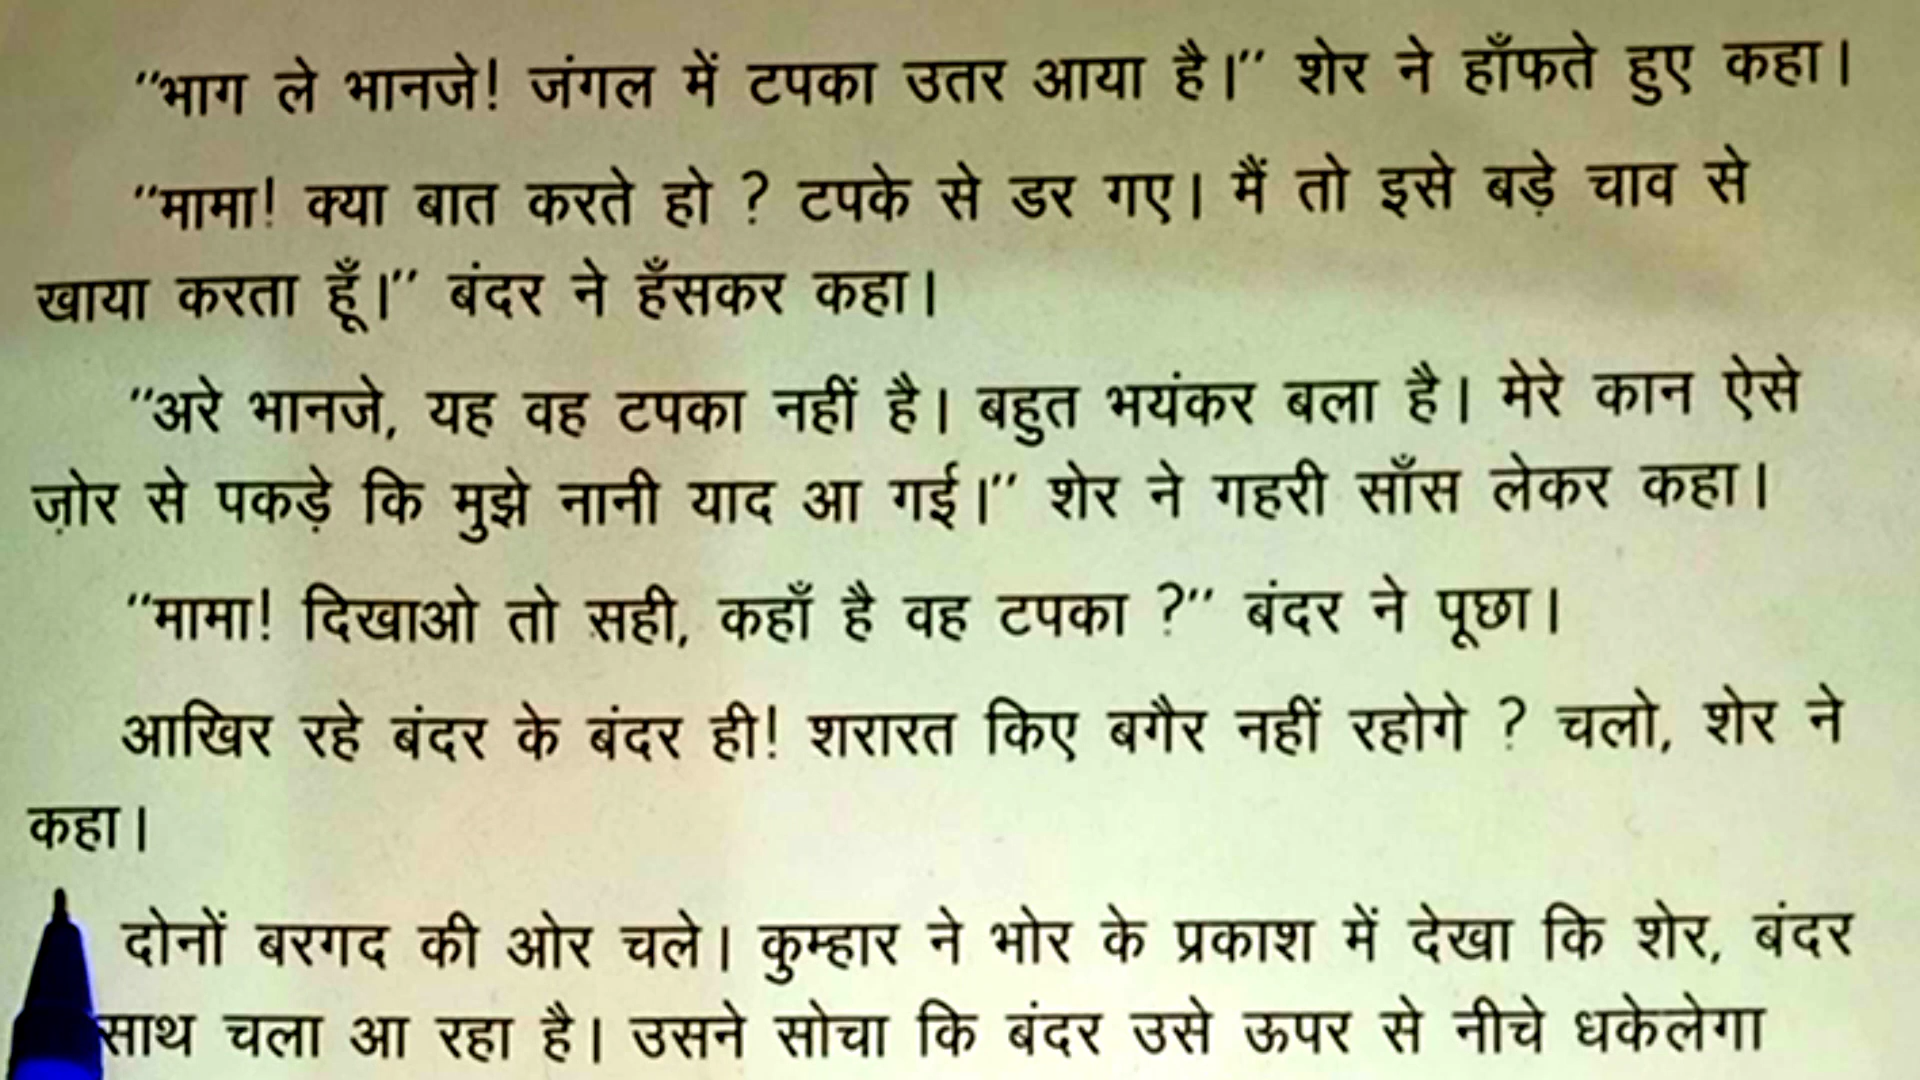 "भाग ले भानजे! जंगल में टपका उतर आया है।" शेर ने हाँफते हुए कहा।
"मामा! क्या बात करते हो ? टपके से डर गए। मैं तो इसे बड़े चाव से
खाया करता हूँ।" बंदर ने हँसकर कहा।
"अरे भानजे, यह वह टपका नहीं है। बहुत भयंकर बला है। मेरे कान ऐसे
ज़ोर से पकड़े कि मुझे नानी याद आ गई।" शेर ने गहरी साँस लेकर कहा।
"मामा! दिखाओ तो सही, कहाँ है वह टपका ?" बंदर ने पूछा।
आखिर रहे बंदर के बंदर ही! शरारत किए बगैर नहीं रहोगे ? चलो, शेर ने
कहा।
दोनों बरगद की ओर चले। कुम्हार ने भोर के प्रकाश में देखा कि शेर, बंदर
साथ चला आ रहा है। उसने सोचा कि बंदर उसे ऊपर से नीचे धकेलेगा